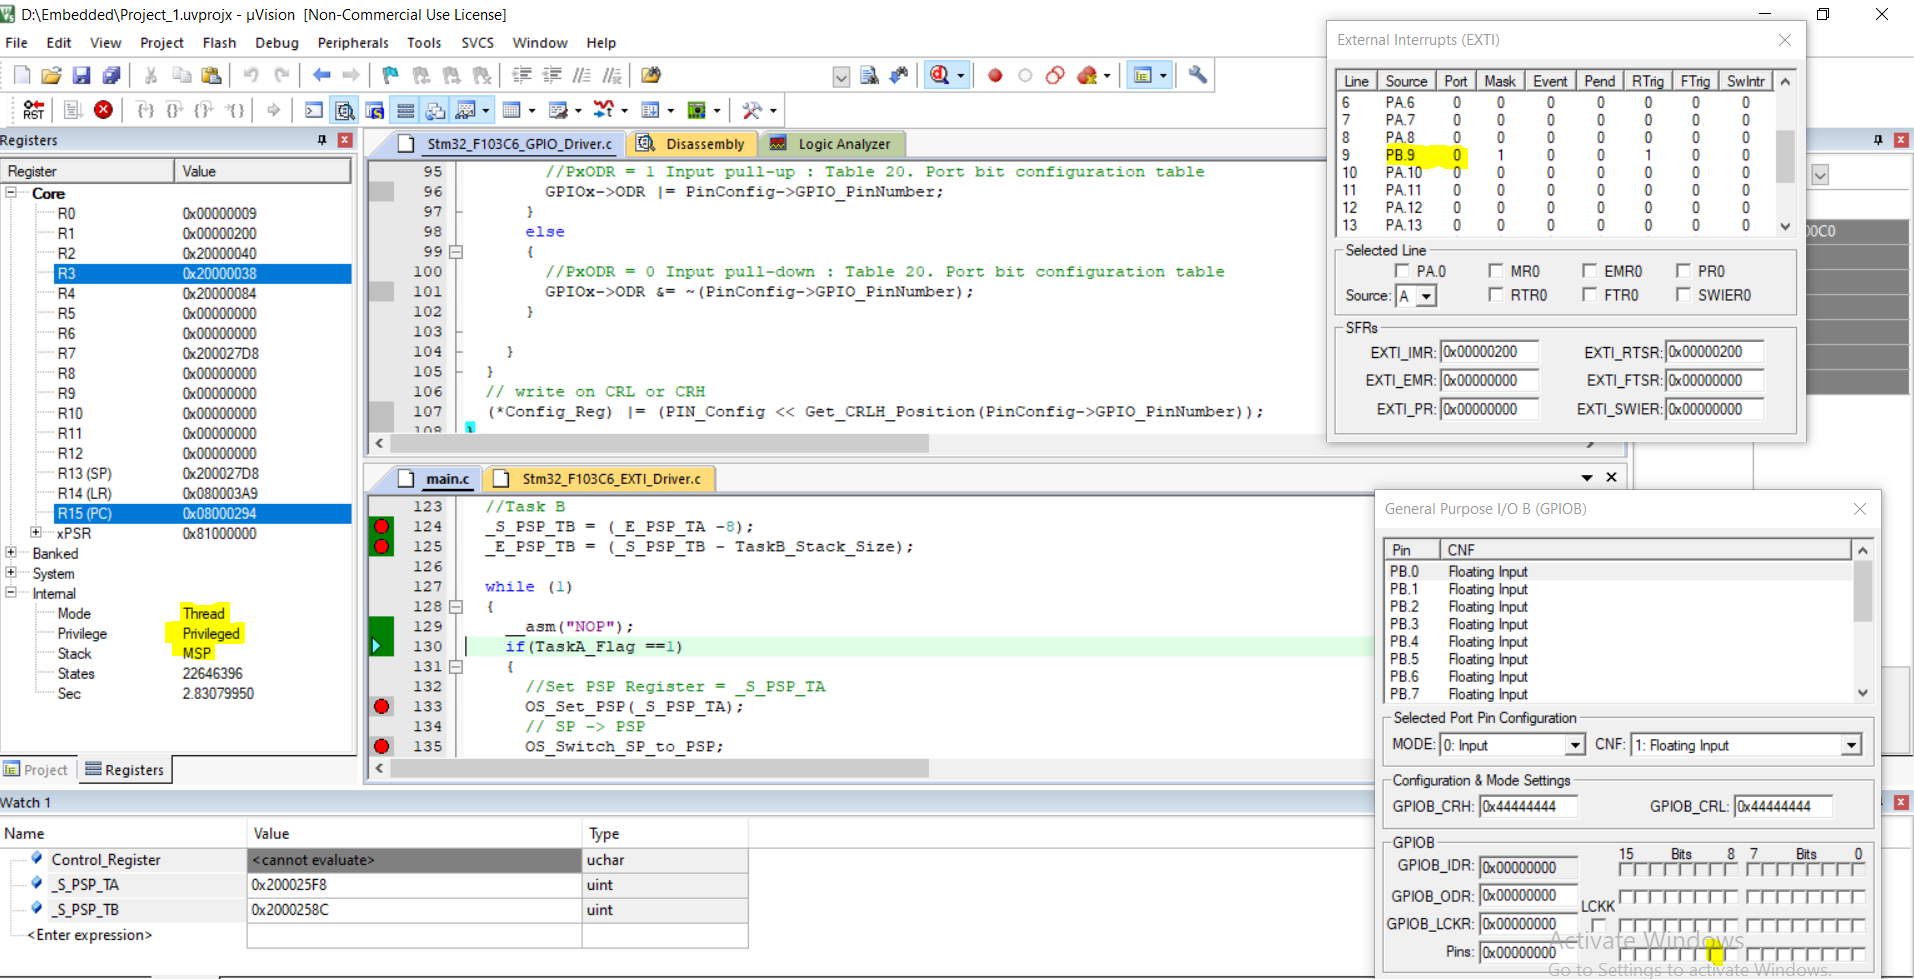 D:\Embedded\Project_1.uvprojx - µVision  [Non-Commercial Use License]
File Edit View Project Flash Debug Peripherals Tools SVCS Window Help
RST
Registers
Register Value
Core
R0 0x00000009
R1 0x00000200
R2 0x20000040
R3 0x20000038
R4 0x20000084
R5 0x00000000
R6 0x00000000
R7 0x200027D8
R8 0x00000000
R9 0x00000000
R10 0x00000000
R11 0x00000000
R12 0x00000000
R13 (SP) 0x200027D8
R14 (LR) 0x080003A9
R15 (PC) 0x08000294
xPSR 0x81000000
Banked
System
Internal
Mode Thread
Privilege Privileged
Stack MSP
States 22646396
Sec 2.83079950
Project Registers
Stm32_F103C6_GPIO_Driver.c Disassembly Logic Analyzer
95 //PxODR = 1 Input pull-up : Table 20. Port bit configuration table
96 GPIOx->ODR |= PinConfig->GPIO_PinNumber;
97 }
98 else
99 {
100 //PxODR = 0 Input pull-down : Table 20. Port bit configuration table
101 GPIOx->ODR &= ~(PinConfig->GPIO_PinNumber);
102 }
103
104 }
105 }
106 // write on CRL or CRH
107 (*Config_Reg) |= (PIN_Config << Get_CRLH_Position(PinConfig->GPIO_PinNumber));
108 }
main.c Stm32_F103C6_EXTI_Driver.c
123 //Task B
124 _S_PSP_TB = (_E_PSP_TA -8);
125 _E_PSP_TB = (_S_PSP_TB - TaskB_Stack_Size);
126
127 while (1)
128 {
129 __asm("NOP");
130 if(TaskA_Flag ==1)
131 {
132 //Set PSP Register = _S_PSP_TA
133 OS_Set_PSP(_S_PSP_TA);
134 // SP -> PSP
135 OS_Switch_SP_to_PSP;
External Interrupts (EXTI)
Line Source Port Mask Event Pend RTrig FTrig SwIntr
6 PA.6 0 0 0 0 0 0 0
7 PA.7 0 0 0 0 0 0 0
8 PA.8 0 0 0 0 0 0 0
9 PB.9 0 1 0 0 1 0 0
10 PA.10 0 0 0 0 0 0 0
11 PA.11 0 0 0 0 0 0 0
12 PA.12 0 0 0 0 0 0 0
13 PA.13 0 0 0 0 0 0 0
Selected Line
PA.0 MR0 EMR0 PR0
Source: A RTR0 FTR0 SWIER0
SFRs
EXTI_IMR: 0x00000200 EXTI_RTSR: 0x00000200
EXTI_EMR: 0x00000000 EXTI_FTSR: 0x00000000
EXTI_PR: 0x00000000 EXTI_SWIER: 0x00000000
00C0
General Purpose I/O B (GPIOB)
Pin CNF
PB.0 Floating Input
PB.1 Floating Input
PB.2 Floating Input
PB.3 Floating Input
PB.4 Floating Input
PB.5 Floating Input
PB.6 Floating Input
PB.7 Floating Input
Selected Port Pin Configuration
MODE: 0: Input CNF: 1: Floating Input
Configuration & Mode Settings
GPIOB_CRH: 0x44444444 GPIOB_CRL: 0x44444444
GPIOB
15 Bits 8 7 Bits 0
GPIOB_IDR: 0x00000000
GPIOB_ODR: 0x00000000
LCKK
GPIOB_LCKR: 0x00000000
Pins: 0x00000000
Activate Windows
Go to Settings to activate Windows.
Watch 1
Name Value Type
Control_Register <cannot evaluate> uchar
_S_PSP_TA 0x200025F8 uint
_S_PSP_TB 0x2000258C uint
<Enter expression>